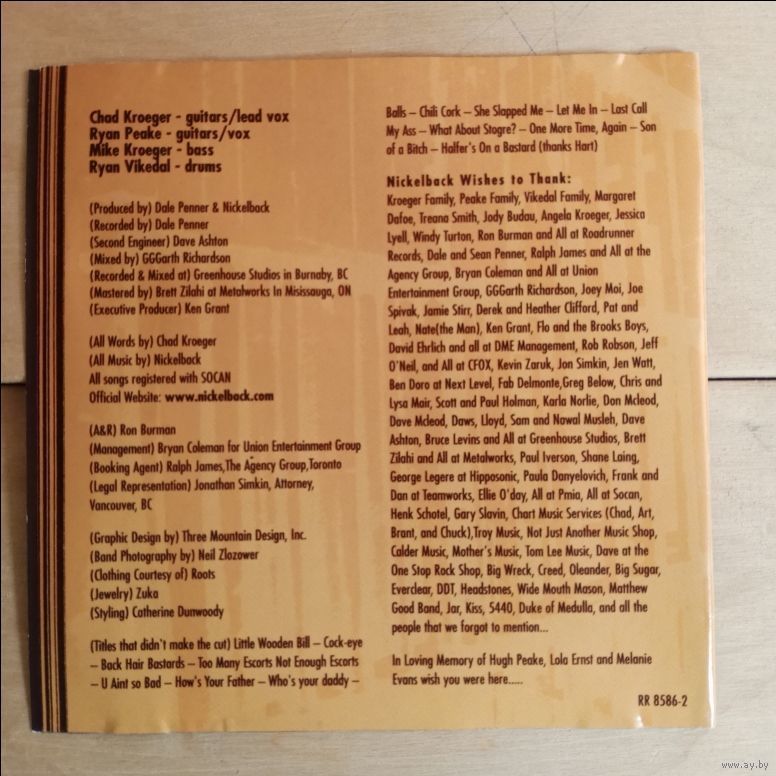 Chad Kroeger - guitars/lead vox
Ryan Peake - guitars/vox
Mike Kroeger - bass
Ryan Vikedal - drums
(Produced by) Dale Penner & Nickelback
(Recorded by) Dale Penner
(Second Engineer) Dave Ashton
(Mixed by) GGGarth Richardson
(Recorded & Mixed at) Greenhouse Studios in Burnaby, BC
(Mastered by) Brett Zilahi at Metalworks In Misissauga, ON
(Executive Producer) Ken Grant
(All Words by) Chad Kroeger
(All Music by) Nickelback
All songs registered with SOCAN
Official Website: www.nickelback.com
(A&R) Ron Burman
(Management) Bryan Coleman for Union Entertainment Group
(Booking Agent) Ralph James,The Agency Group,Toronto
(Legal Representation) Jonathan Simkin, Attorney,
Vancouver, BC
(Graphic Design by) Three Mountain Design, Inc.
(Band Photography by) Neil Zlozower
(Clothing Courtesy of) Roots
(Jewelry) Zuka
(Styling) Catherine Dunwoody
(Titles that didn't make the cut) Little Wooden Bill – Cock-eye
– Back Hair Bastards – Too Many Escorts Not Enough Escorts
– U Aint so Bad – How's Your Father – Who's your daddy –
Balls – Chili Cork – She Slapped Me – Let Me In – Last Call
My Ass – What About Stogre? – One More Time, Again – Son
of a Bitch – Halfer's On a Bastard (thanks Hart)
Nickelback Wishes to Thank:
Kroeger Family, Peake Family, Vikedal Family, Margaret
Dafoe, Treana Smith, Jody Budau, Angela Kroeger, Jessica
Lyell, Windy Turton, Ron Burman and All at Roadrunner
Records, Dale and Sean Penner, Ralph James and All at the
Agency Group, Bryan Coleman and All at Union
Entertainment Group, GGGarth Richardson, Joey Moi, Joe
Spivak, Jamie Stirr, Derek and Heather Clifford, Pat and
Leah, Nate(the Man), Ken Grant, Flo and the Brooks Boys,
David Ehrlich and all at DME Management, Rob Robson, Jeff
O'Neil, and All at CFOX, Kevin Zaruk, Jon Simkin, Jen Watt,
Ben Doro at Next Level, Fab Delmonte,Greg Below, Chris and
Lysa Mair, Scott and Paul Holman, Karla Norlie, Don Mcleod,
Dave Mcleod, Daws, Lloyd, Sam and Nawal Musleh, Dave
Ashton, Bruce Levins and All at Greenhouse Studios, Brett
Zilahi and All at Metalworks, Paul Iverson, Shane Laing,
George Legere at Hipposonic, Paula Danyelovich, Frank and
Dan at Teamworks, Ellie O'day, All at Pmia, All at Socan,
Henk Schotel, Gary Slavin, Chart Music Services (Chad, Art,
Brant, and Chuck),Troy Music, Not Just Another Music Shop,
Calder Music, Mother's Music, Tom Lee Music, Dave at the
One Stop Rock Shop, Big Wreck, Creed, Oleander, Big Sugar,
Everclear, DDT, Headstones, Wide Mouth Mason, Matthew
Good Band, Jar, Kiss, 5440, Duke of Medulla, and all the
people that we forgot to mention...
In Loving Memory of Hugh Peake, Lola Ernst and Melanie
Evans wish you were here.....
RR 8586-2
www.ay.by